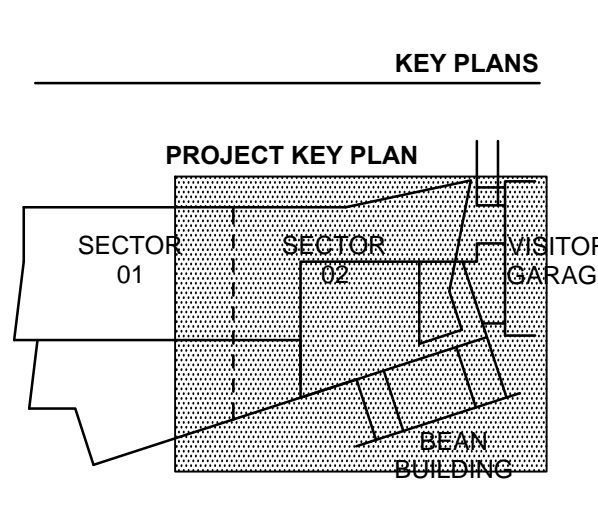 KEY PLANS
PROJECT KEY PLAN
SECTOR
01
SECTOR
02
VISITOR
GARAG
BEAN
BUILDING